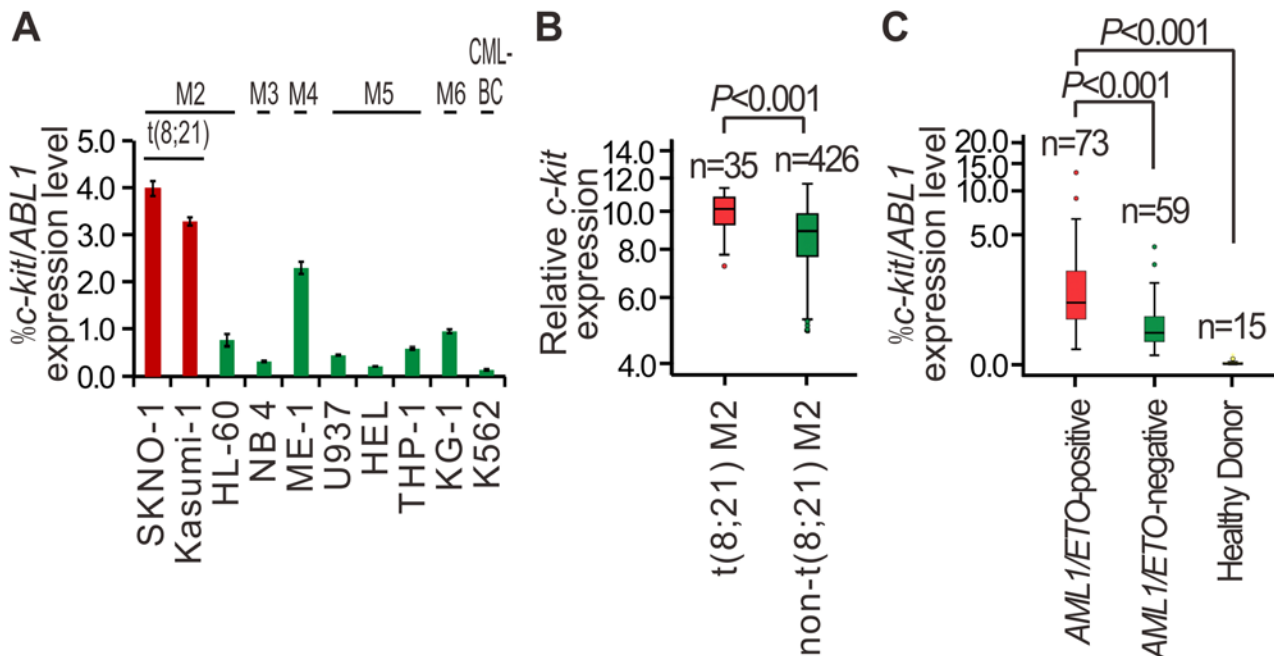 A
CML-
BC
M2
M3
M4
M5
M6
t(8;21)
%c-kit/ABL1
expression level
5.0
4.0
3.0
2.0
1.0
0.0
SKNO-1
Kasumi-1
HL-60
NB 4
ME-1
U937
HEL
THP-1
KG-1
K562
B
P<0.001
n=35
n=426
Relative c-kit
expression
14.0
12.0
10.0
8.0
6.0
4.0
t(8;21) M2
non-t(8;21) M2
C
P<0.001
P<0.001
n=73
n=59
n=15
%c-kit/ABL1
expression level
20.0
15.0
10.0
5.0
0.0
AML1/ETO-positive
AML1/ETO-negative
Healthy Donor